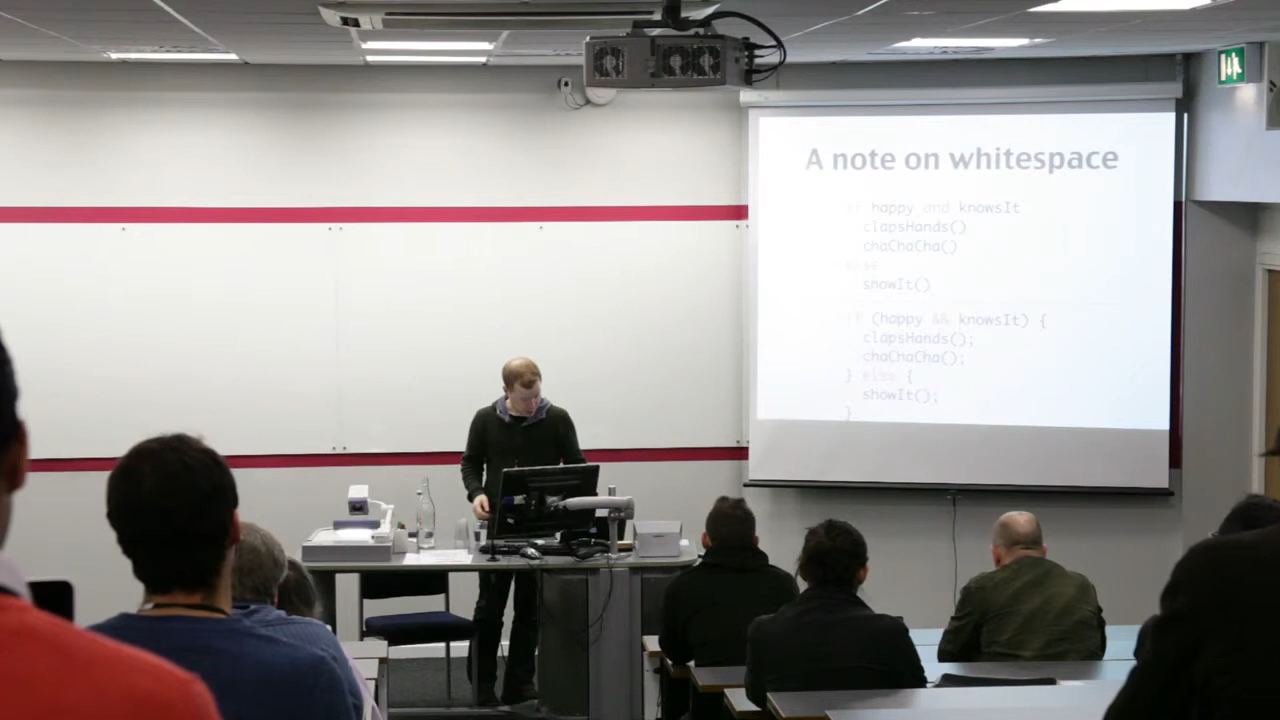 A note on whitespace
if happy and knowsIt
clapsHands()
chaChaCha()
else
showIt()
if (happy && knowsIt) {
clapsHands();
chaChaCha();
} else {
showIt();
}